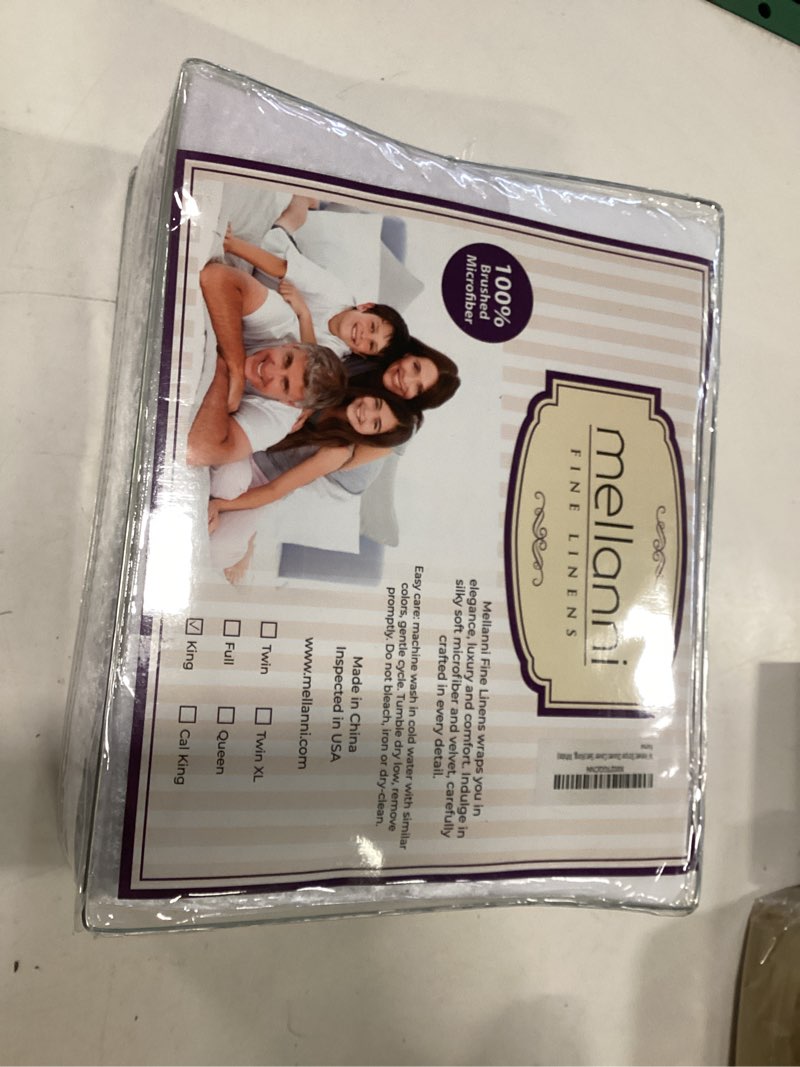 mellanni
FINE LINENS
100%
Brushed
Microfiber
Mellanni Fine Linens wraps you in
elegance, luxury and comfort. Indulge in
silky soft microfiber and velvet, carefully
crafted in every detail.
Easy care: machine wash in cold water with similar
colors, gentle cycle. Tumble dry low, remove
promptly. Do not bleach, iron or dry-clean.
Made in China
Inspected in USA
www.mellanni.com
Twin
Twin XL
Full
Queen
King
Cal King